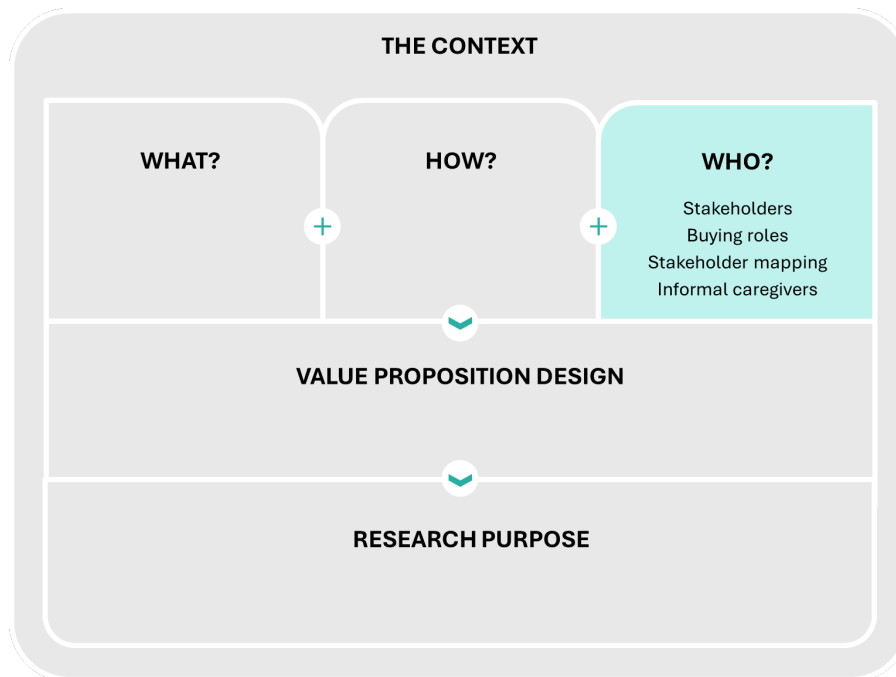 THE CONTEXT
WHAT?
HOW?
WHO?
Stakeholders
Buying roles
Stakeholder mapping
Informal caregivers
VALUE PROPOSITION DESIGN
RESEARCH PURPOSE